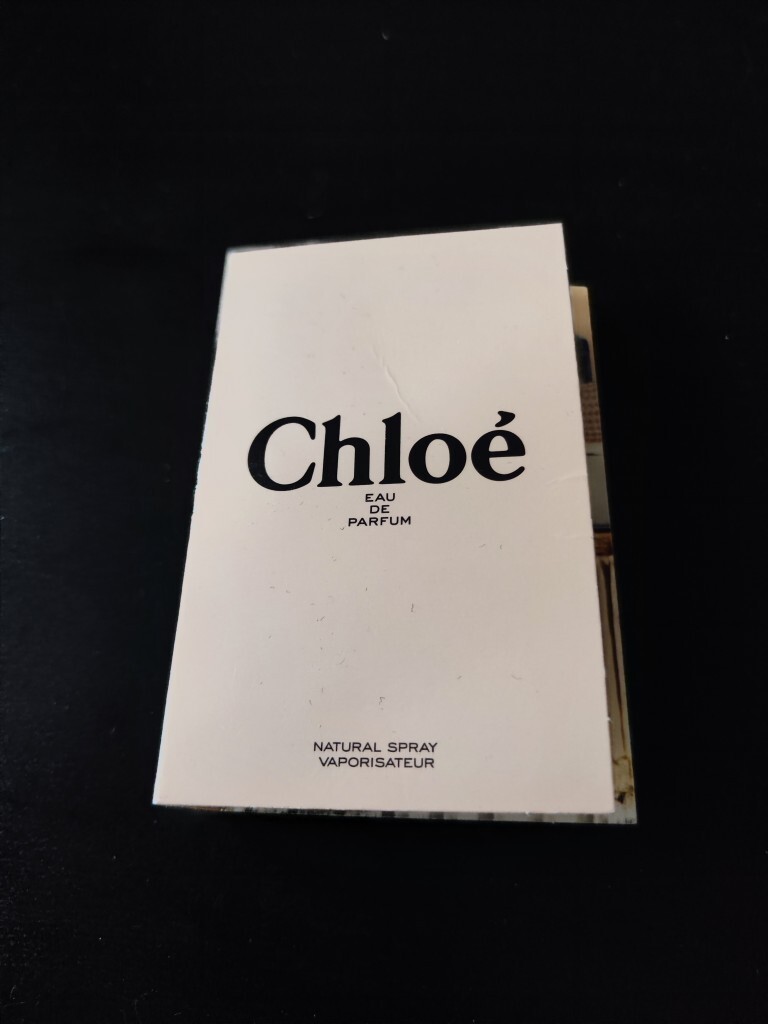 Chloé
EAU
DE
PARFUM
NATURAL SPRAY
VAPORISATEUR